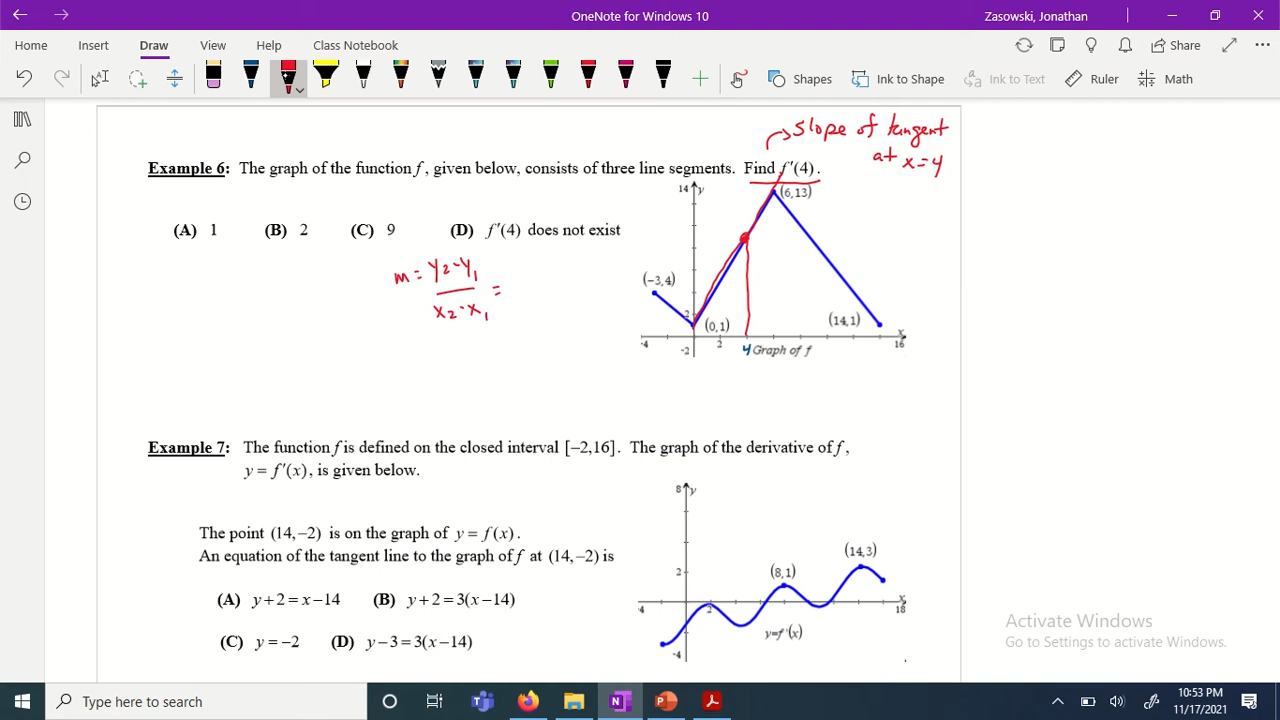 OneNote for Windows 10
Zasowski, Jonathan
Home Insert Draw View Help Class Notebook
Share
Shapes Ink to Shape Ink to Text Ruler Math
slope of tangent
at x=4
Example 6: The graph of the function f, given below, consists of three line segments. Find f'(4).
(A) 1 (B) 2 (C) 9 (D) f'(4) does not exist
m = y₂-y₁ / x₂-x₁ =
14 y
(6,13)
(-3,4)
2
(0,1)
(14,1)
x
-4 -2 2 4 Graph of f 16
Example 7: The function f is defined on the closed interval [-2,16]. The graph of the derivative of f,
y = f'(x), is given below.
8 y
The point (14,-2) is on the graph of y = f(x).
An equation of the tangent line to the graph of f at (14,-2) is
(14,3)
2
(8,1)
(A) y+2=x-14 (B) y+2=3(x-14)
x
4 2 18
y=f'(x)
(C) y=-2 (D) y-3=3(x-14)
-4
Activate Windows
Go to Settings to activate Windows.
Type here to search
10:53 PM
11/17/2021